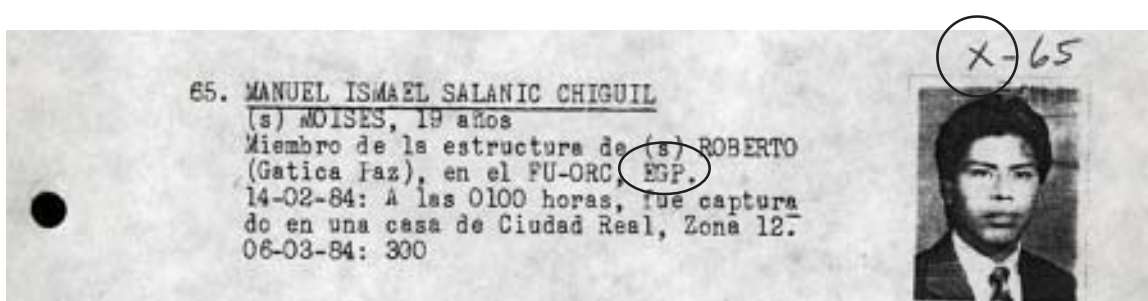 X-65
65. MANUEL ISMAEL SALANIC CHIGUIL
(s) MOISES, 19 años
Miembro de la estructura de (s) ROBERTO
(Gatica Paz), en el FU-ORC, EGP.
14-02-84: A las 0100 horas, fue captura
do en una casa de Ciudad Real, Zona 12.
06-03-84: 300